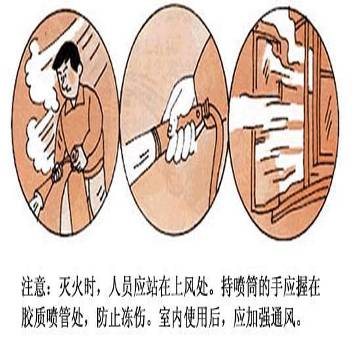 注意：灭火时，人员应站在上风处。持喷筒的手应握在
胶质喷管处，防止冻伤。室内使用后，应加强通风。